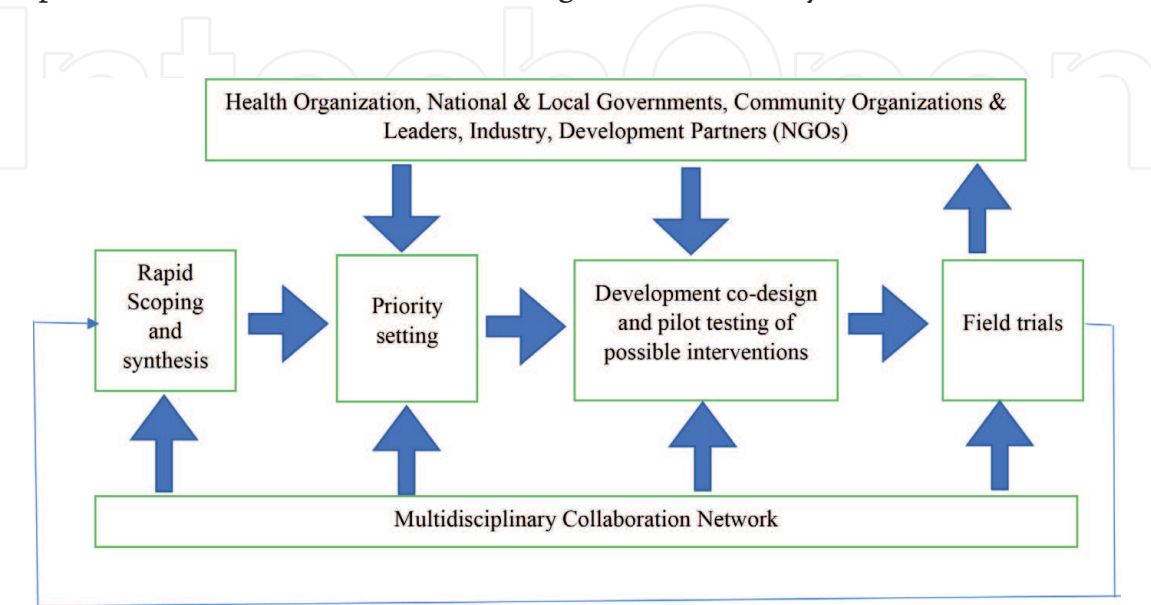 IntechOpen
Health Organization, National & Local Governments, Community Organizations &
Leaders, Industry, Development Partners (NGOs)
Rapid
Scoping
and
synthesis
Priority
setting
Development co-design
and pilot testing of
possible interventions
Field trials
Multidisciplinary Collaboration Network